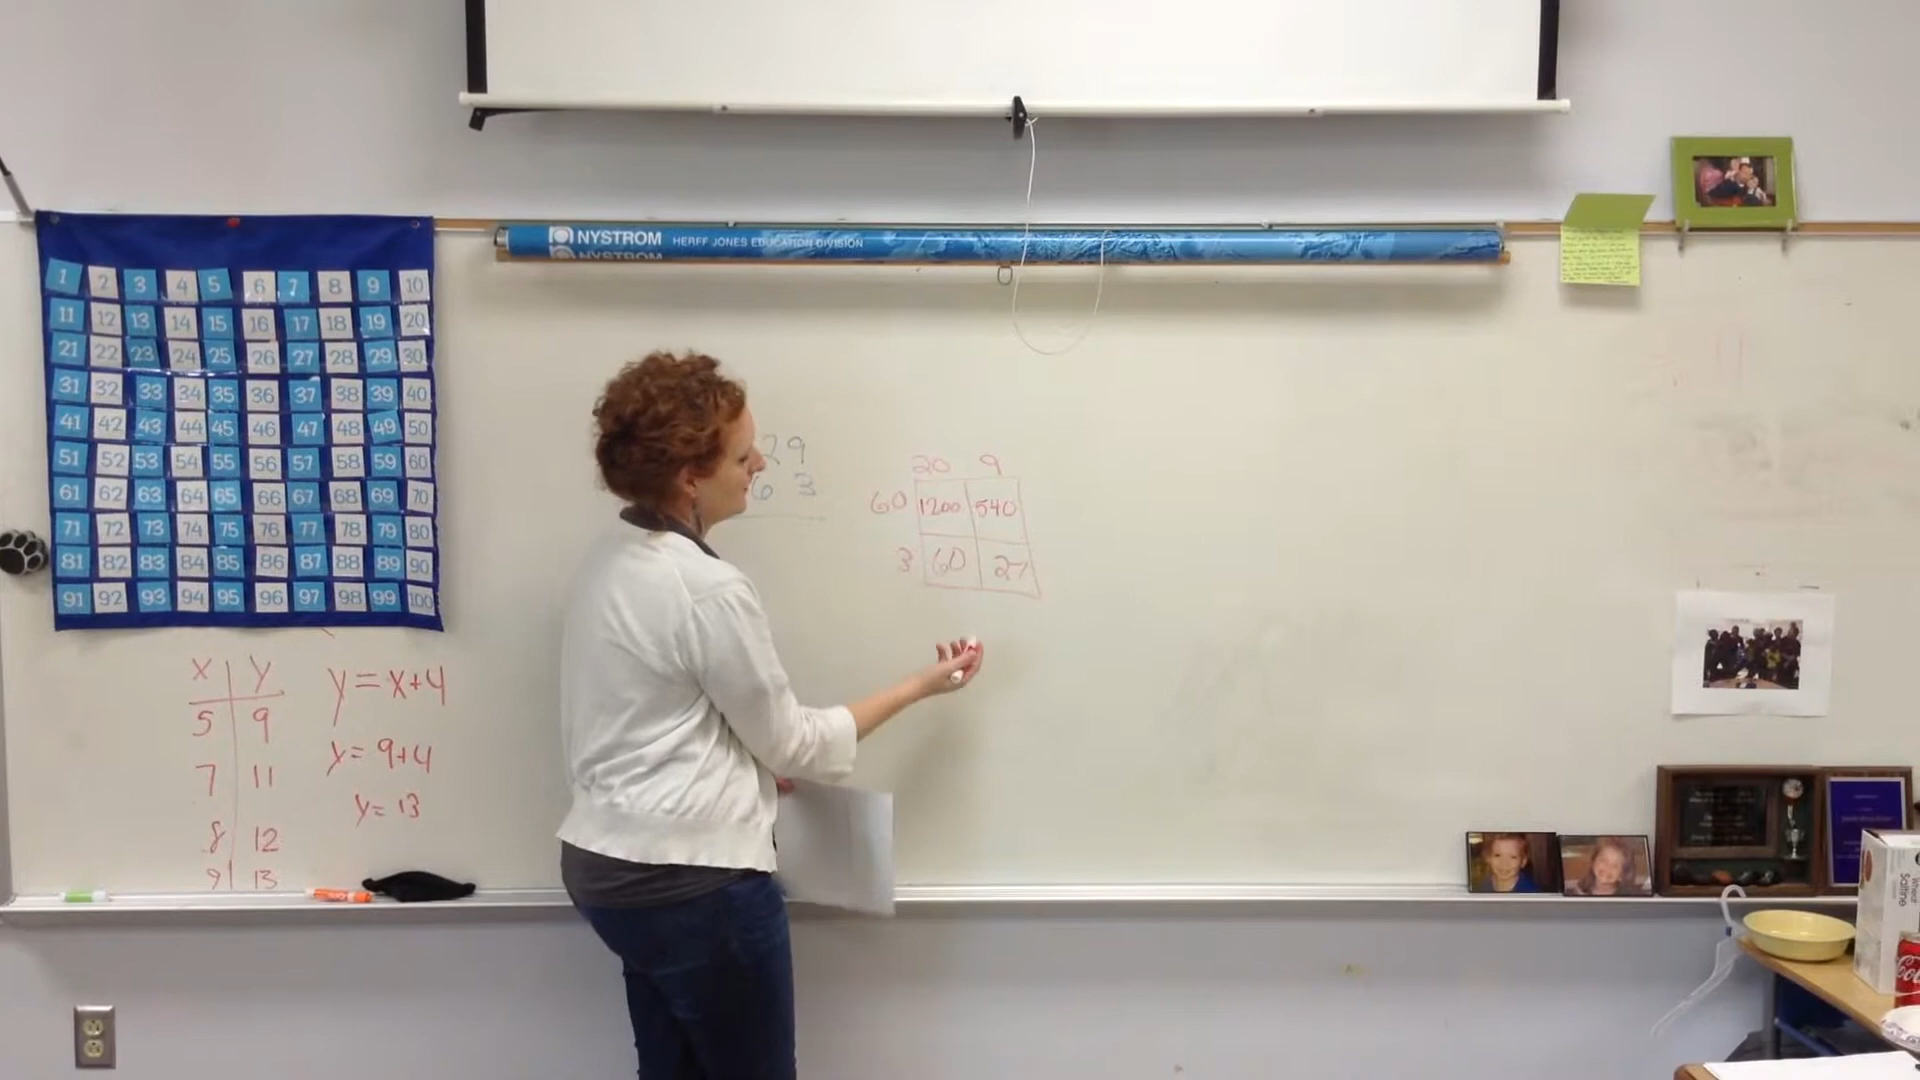 NYSTROM HERFF JONES EDUCATION DIVISION
NYSTROM
1 2 3 4 5 6 7 8 9 10
11 12 13 14 15 16 17 18 19 20
21 22 23 24 25 26 27 28 29 30
31 32 33 34 35 36 37 38 39 40
41 42 43 44 45 46 47 48 49 50
51 52 53 54 55 56 57 58 59 60
61 62 63 64 65 66 67 68 69 70
71 72 73 74 75 76 77 78 79 80
81 82 83 84 85 86 87 88 89 90
91 92 93 94 95 96 97 98 99 100
29
63
20 9
60 1200 540
3 60 27
x y
5 9
7 11
8 12
9 13
y=x+4
y=9+4
y=13
Saltine